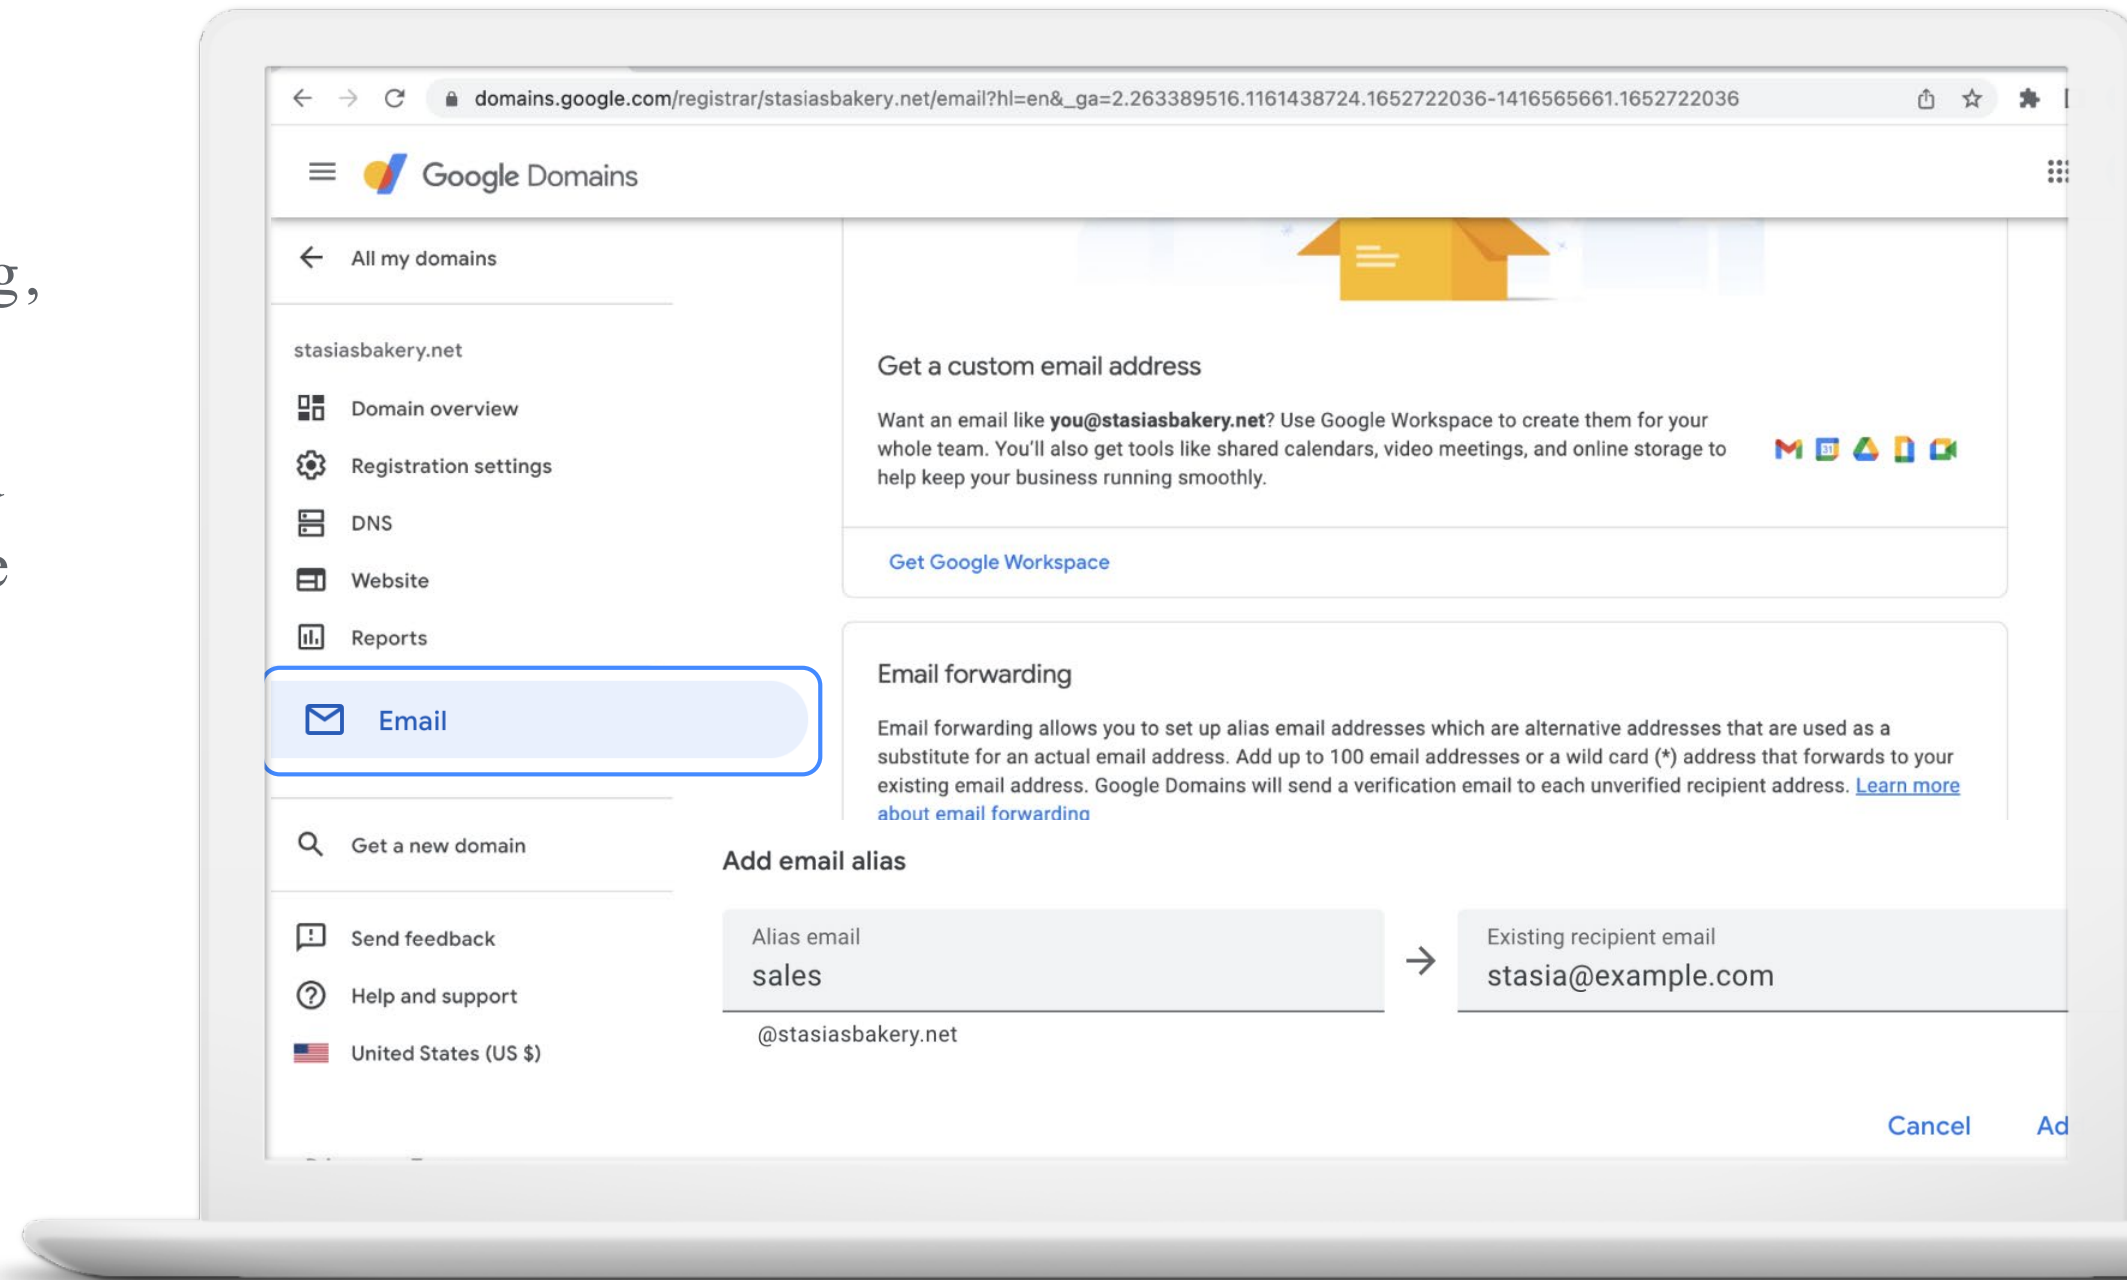 g,
e
domains.google.com/registrar/stasiasbakery.net/email?hl=en&_ga=2.263389516.1161438724.1652722036-1416565661.1652722036
Google Domains
All my domains
stasiasbakery.net
Domain overview
Registration settings
DNS
Website
Reports
Email
Get a new domain
Send feedback
Help and support
United States (US $)
Get a custom email address
Want an email like you@stasiasbakery.net? Use Google Workspace to create them for your
whole team. You'll also get tools like shared calendars, video meetings, and online storage to
help keep your business running smoothly.
31
Get Google Workspace
Email forwarding
Email forwarding allows you to set up alias email addresses which are alternative addresses that are used as a
substitute for an actual email address. Add up to 100 email addresses or a wild card (*) address that forwards to your
existing email address. Google Domains will send a verification email to each unverified recipient address. Learn more
about email forwarding
Add email alias
Alias email
sales
@stasiasbakery.net
Existing recipient email
stasia@example.com
Cancel
Ad